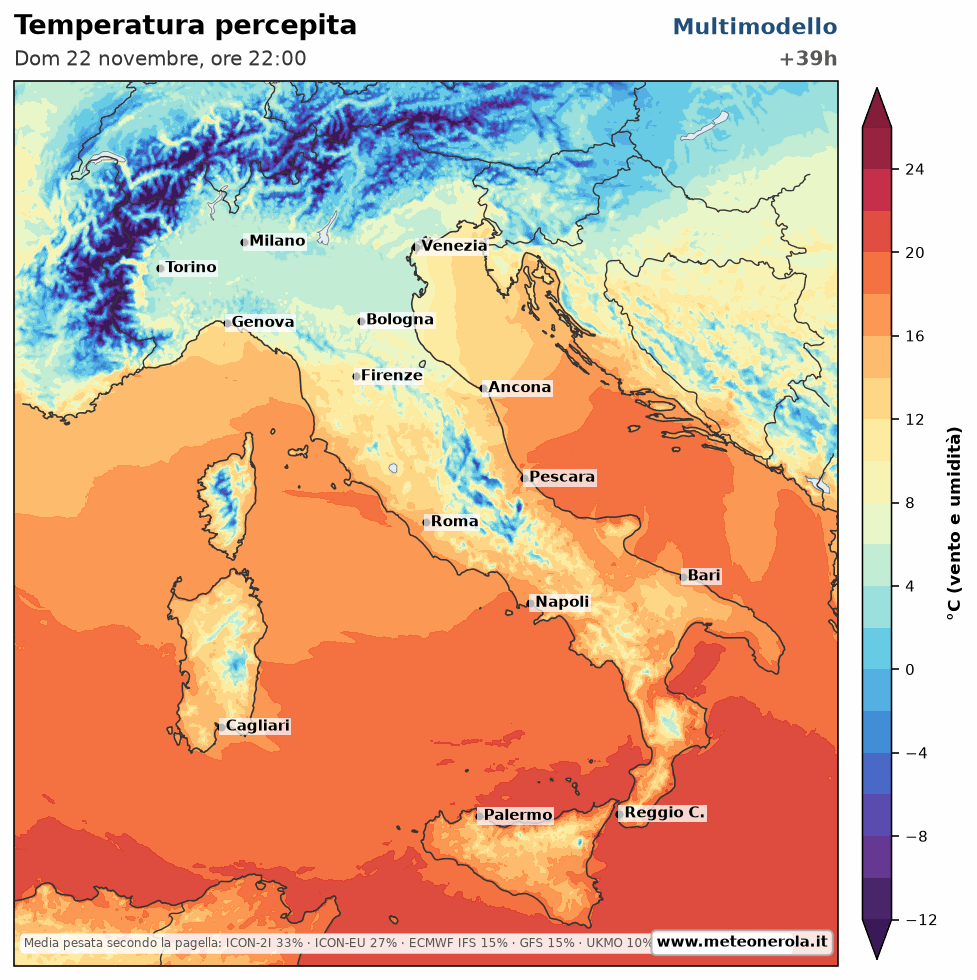 Temperatura percepita
Multimodello
Dom 22 novembre, ore 22:00
+39h
Milano
Venezia
Torino
Genova
Bologna
Firenze
Ancona
Pescara
Roma
Bari
Napoli
Cagliari
Palermo
Reggio C.
24
20
16
12
8
4
0
−4
−8
−12
°C (vento e umidità)
Media pesata secondo la pagella: ICON-2I 33% · ICON-EU 27% · ECMWF IFS 15% · GFS 15% · UKMO 10%
www.meteonerola.it